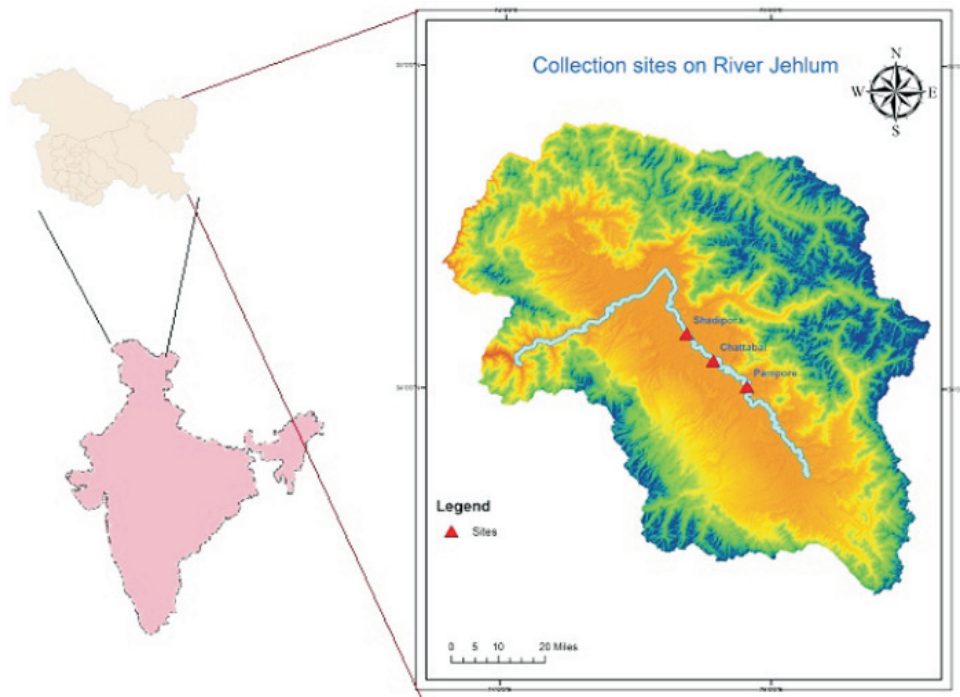 Collection sites on River Jehlum
N
W E
S
Shadipora
Chattabal
Pampore
Legend
Sites
0 5 10 20 Miles